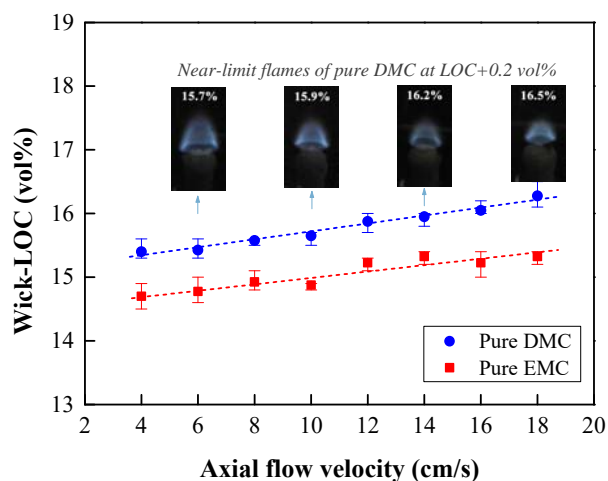 Near-limit flames of pure DMC at LOC+0.2 vol%
15.7%
15.9%
16.2%
16.5%
19
18
17
16
15
14
13
Wick-LOC (vol%)
Pure DMC
Pure EMC
2 4 6 8 10 12 14 16 18 20
Axial flow velocity (cm/s)